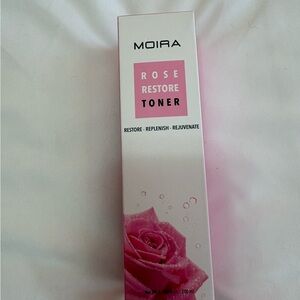 MOIRA
ROSE
RESTORE
TONER
RESTORE · REPLENISH · REJUVENATE